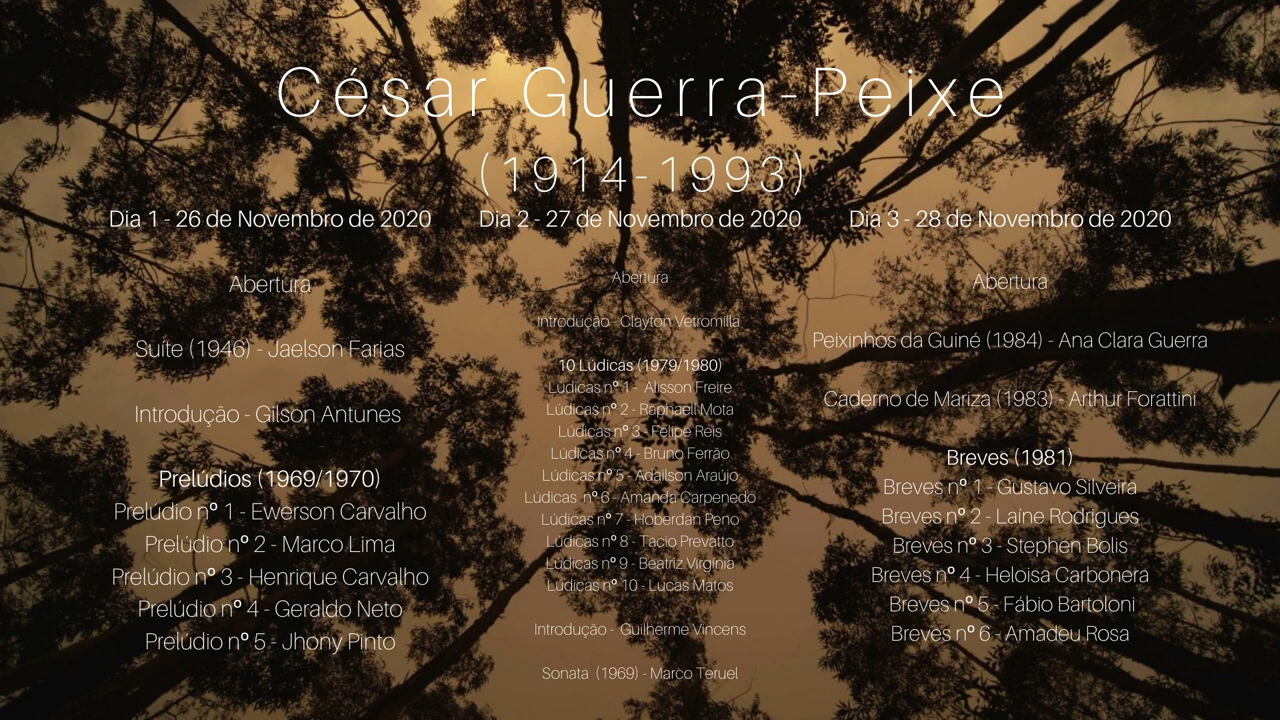 César Guerra-Peixe
(1914-1993)
Dia 1 - 26 de Novembro de 2020
Abertura
Suíte (1946) - Jaelson Farias
Introdução - Gilson Antunes
Prelúdios (1969/1970)
Prelúdio nº 1 - Ewerson Carvalho
Prelúdio nº 2 - Marco Lima
Prelúdio nº 3 - Henrique Carvalho
Prelúdio nº 4 - Geraldo Neto
Prelúdio nº 5 - Jhony Pinto
Dia 2 - 27 de Novembro de 2020
Abertura
Introdução - Clayton Vetromilla
10 Lúdicas (1979/1980)
Lúdicas nº 1 - Alisson Freire
Lúdicas nº 2 - Raphaell Mota
Lúdicas nº 3 - Felipe Reis
Lúdicas nº 4 - Bruno Ferrão
Lúdicas nº 5 - Adailson Araújo
Lúdicas nº 6 - Amanda Carpenedo
Lúdicas nº 7 - Hoberdan Peno
Lúdicas nº 8 - Tacio Prevatto
Lúdicas nº 9 - Beatriz Virgínia
Lúdicas nº 10 - Lucas Matos
Introdução - Guilherme Vincens
Sonata (1969) - Marco Teruel
Dia 3 - 28 de Novembro de 2020
Abertura
Peixinhos da Guiné (1984) - Ana Clara Guerra
Caderno de Mariza (1983) - Arthur Forattini
Breves (1981)
Breves nº 1 - Gustavo Silveira
Breves nº 2 - Laíne Rodrigues
Breves nº 3 - Stephen Bolis
Breves nº 4 - Heloisa Carbonera
Breves nº 5 - Fábio Bartoloni
Breves nº 6 - Amadeu Rosa